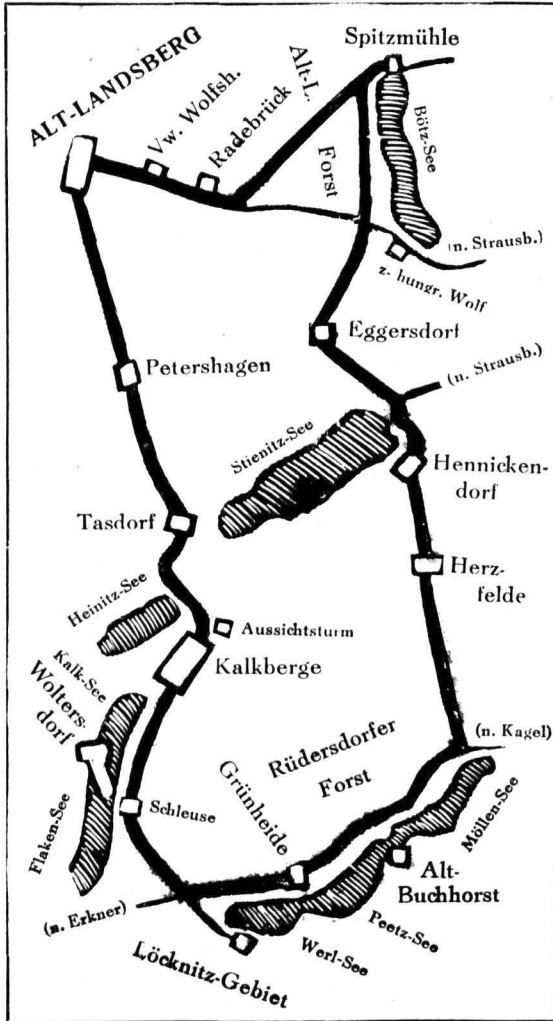 Spitzmühle
ALT-LANDSBERG
Vw. Wolfsh.
Radebrück
Alt-L.
Forst
Bötz-See
(n. Strausb.)
z- hungr. Wolf
Eggersdorf
(n. Strausb.)
Petershagen
Stienitz-See
Hennicken-
dorf
Tasdorf
Herz-
felde
Heinitz-See
Aussichtsturm
Kalkberge
Kalk-See
Wolters-
dorf
(n. Kagel)
Rüdersdorfer
Forst
Grünheide
Schleuse
Flaken-See
Möllen-See
Alt-
Buchhorst
(n. Erkner)
Peetz-See
Werl-See
Löcknitz-Gebiet